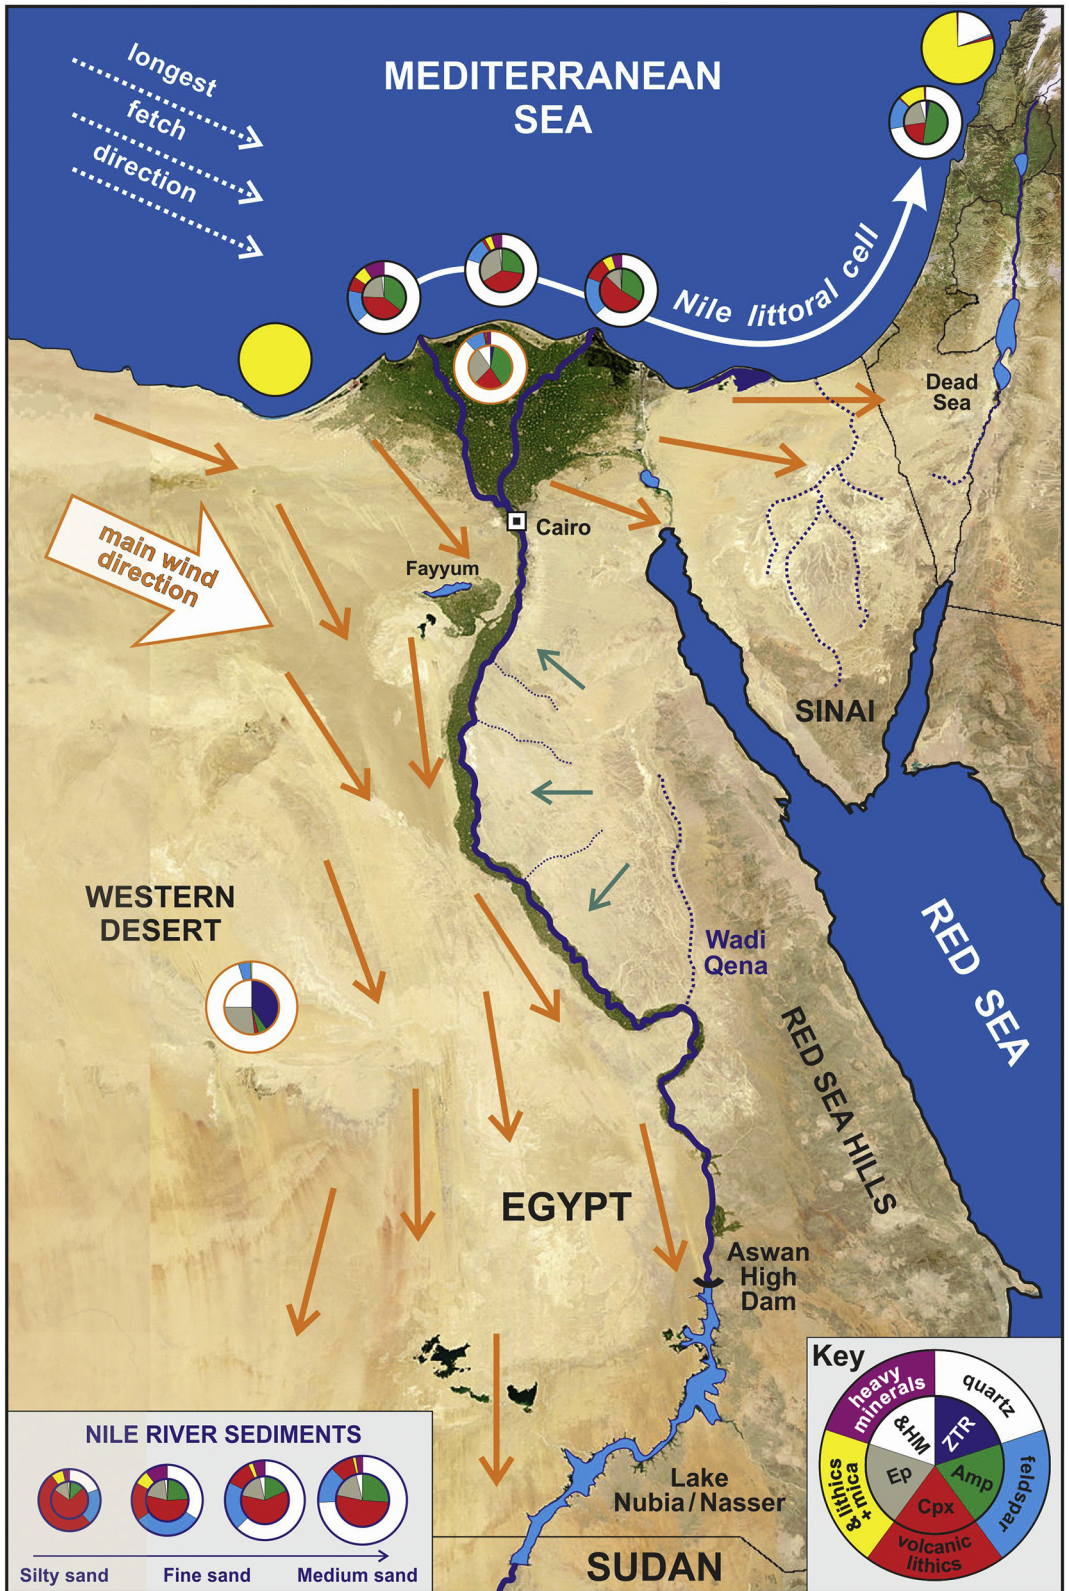 longest
fetch
direction
MEDITERRANEAN
SEA
Nile littoral cell
Dead
Sea
Cairo
main wind
direction
Fayyum
SINAI
WESTERN
DESERT
Wadi
Qena
RED SEA
RED SEA HILLS
EGYPT
Aswan
High
Dam
Lake
Nubia / Nasser
SUDAN
NILE RIVER SEDIMENTS
Silty sand
Fine sand
Medium sand
Key
heavy
minerals
quartz
&HM
ZTR
Ep
Amp
Cpx
feldspar
& lithics
+ mica
volcanic
lithics